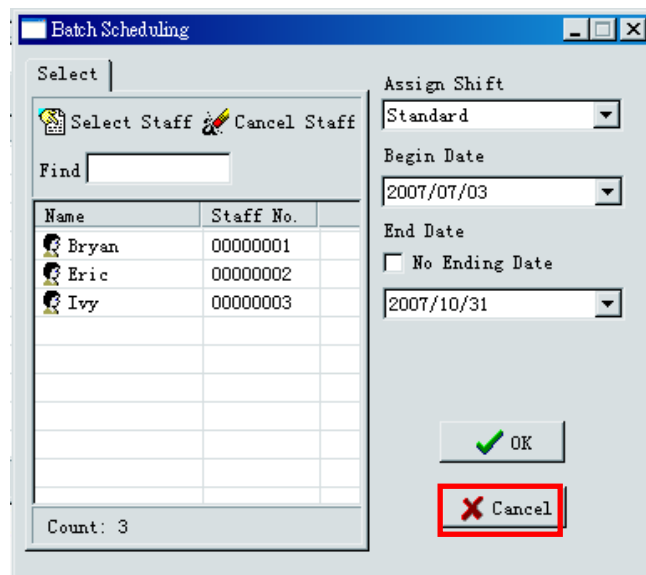 Batch Scheduling
Select
Select Staff Cancel Staff
Find
Name Staff No.
Bryan 00000001
Eric 00000002
Ivy 00000003
Count: 3
Assign Shift
Standard
Begin Date
2007/07/03
End Date
No Ending Date
2007/10/31
OK
Cancel